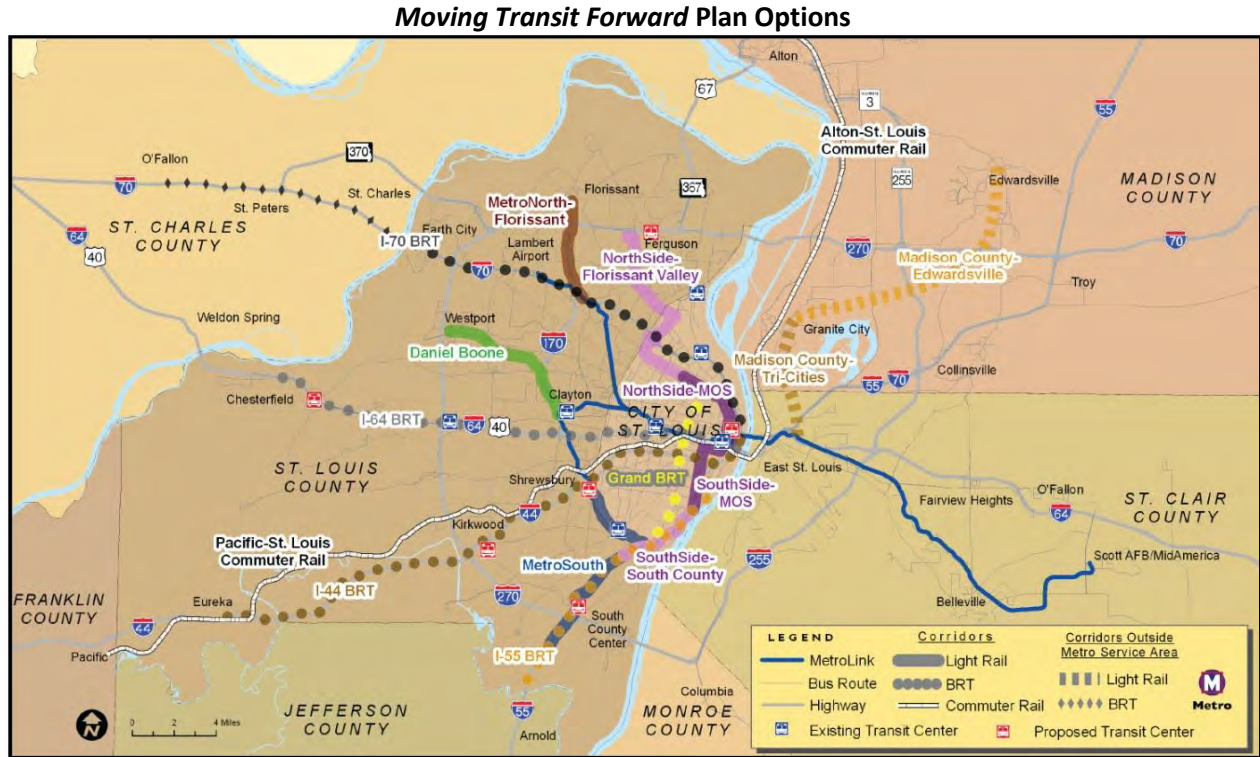 Moving Transit Forward Plan Options
Alton
67
3
Alton-St. Louis
Commuter Rail
55
370
O'Fallon
70
St. Charles
St. Peters
ST. CHARLES
COUNTY
64
40
I-70 BRT
Earth City
MetroNorth-
Florissant
Lambert
Airport
70
Florissant
367
Ferguson
NorthSide-
Florissant Valley
255
Edwardsville
MADISON
COUNTY
270
70
Madison County-
Edwardsville
Troy
Weldon Spring
Westport
170
Daniel Boone
Granite City
Madison County-
Tri-Cities
Collinsville
55
70
Chesterfield
I-64 BRT
64
40
Clayton
NorthSide-MOS
CITY OF
ST. LOUIS
East St. Louis
ST. LOUIS
COUNTY
Shrewsbury
Grand BRT
SouthSide-
MOS
Fairview Heights
O'Fallon
64
ST. CLAIR
COUNTY
Scott AFB/MidAmerica
Kirkwood
44
Pacific-St. Louis
Commuter Rail
MetroSouth
SouthSide-
South County
255
Belleville
I-44 BRT
270
South
County
Center
FRANKLIN
COUNTY
Eureka
44
Pacific
I-55 BRT
55
Arnold
JEFFERSON
COUNTY
Columbia
MONROE
COUNTY
0 2 4 Miles
LEGEND
MetroLink
Bus Route
Highway
Existing Transit Center
Corridors
Light Rail
BRT
Commuter Rail
Proposed Transit Center
Corridors Outside
Metro Service Area
Light Rail
BRT
M
Metro